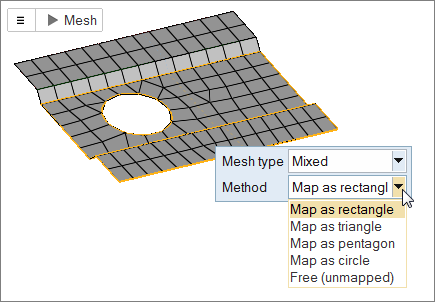 Mesh
Mesh type Mixed
Method Map as rectangl
Map as rectangle
Map as triangle
Map as pentagon
Map as circle
Free (unmapped)